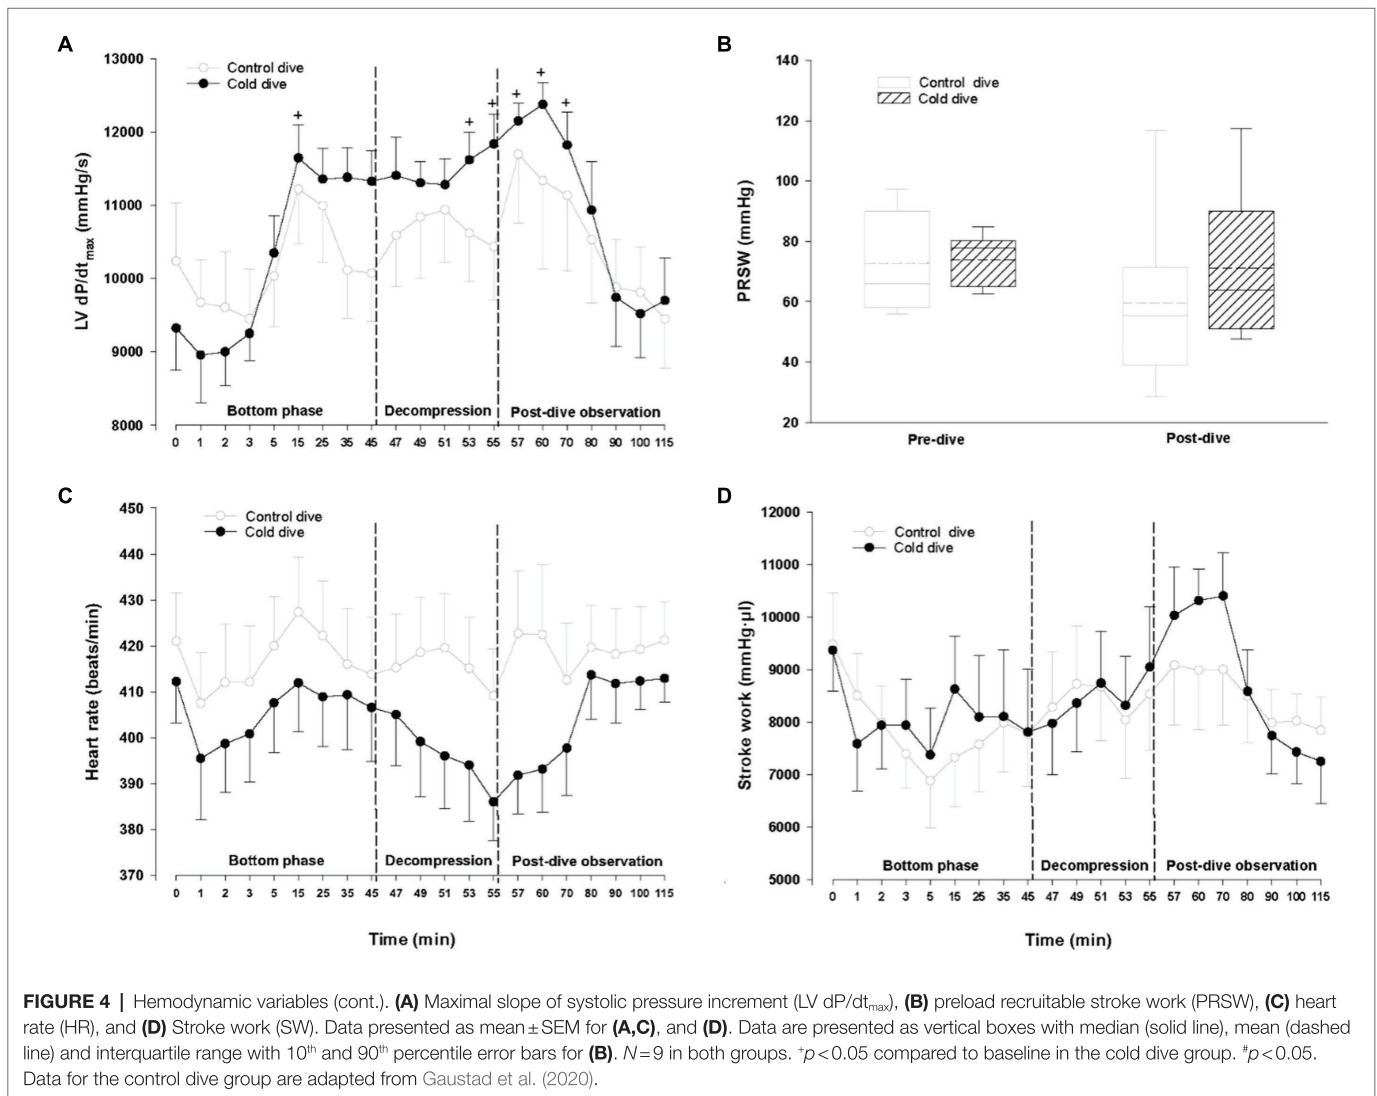 A
13000
12000
11000
10000
9000
8000
LV dP/dtmax (mmHg/s)
Control dive
Cold dive
+
+
+
+
+
+
Bottom phase
Decompression
Post-dive observation
0 1 2 3 5 15 25 35 45 47 49 51 53 55 57 60 70 80 90 100 115
B
140
120
100
80
60
40
20
PRSW (mmHg)
Control dive
Cold dive
Pre-dive
Post-dive
C
450
440
430
420
410
400
390
380
370
Heart rate (beats/min)
Control dive
Cold dive
Bottom phase
Decompression
Post-dive observation
0 1 2 3 5 15 25 35 45 47 49 51 53 55 57 60 70 80 90 100 115
Time (min)
D
12000
11000
10000
9000
8000
7000
6000
5000
Stroke work (mmHg·µl)
Control dive
Cold dive
Bottom phase
Decompression
Post-dive observation
0 1 2 3 5 15 25 35 45 47 49 51 53 55 57 60 70 80 90 100 115
Time (min)
FIGURE 4 | Hemodynamic variables (cont.). (A) Maximal slope of systolic pressure increment (LV dP/dtmax), (B) preload recruitable stroke work (PRSW), (C) heart
rate (HR), and (D) Stroke work (SW). Data presented as mean ± SEM for (A,C), and (D). Data are presented as vertical boxes with median (solid line), mean (dashed
line) and interquartile range with 10th and 90th percentile error bars for (B). N = 9 in both groups. +p < 0.05 compared to baseline in the cold dive group. #p < 0.05.
Data for the control dive group are adapted from Gaustad et al. (2020).